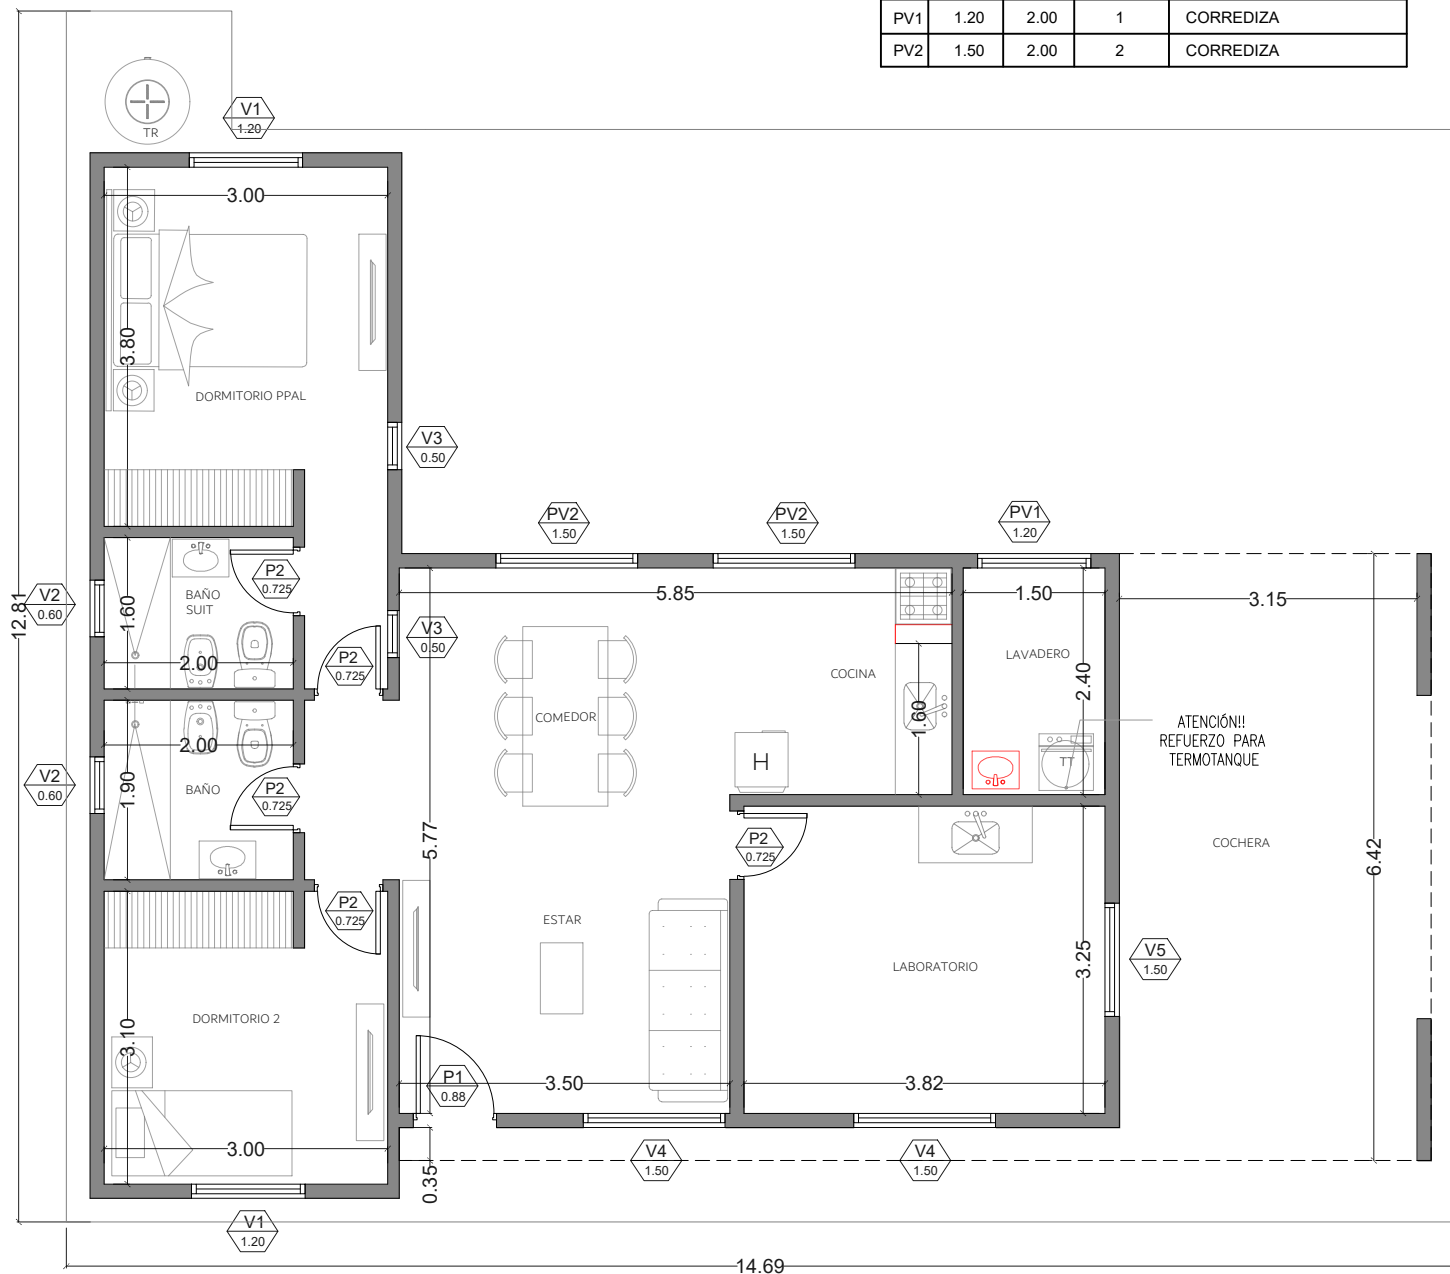 PV1 1.20 2.00 1 CORREDIZA
PV2 1.50 2.00 2 CORREDIZA
TR
V1
1.20
3.00
3.80
DORMITORIO PPAL
V3
0.50
PV2
1.50
PV2
1.50
PV1
1.20
P2
0.725
V2
0.60
12.81
BAÑO
SUIT
1.60
2.00
P2
0.725
V3
0.50
5.85
1.50
3.15
COCINA
LAVADERO
2.40
1.60
COMEDOR
H
TT
ATENCIÓN!!
REFUERZO PARA
TERMOTANQUE
2.00
V2
0.60
1.90
BAÑO
P2
0.725
5.77
P2
0.725
COCHERA
6.42
P2
0.725
ESTAR
LABORATORIO
3.25
V5
1.50
DORMITORIO 2
3.10
P1
0.88
3.50
3.82
3.00
0.35
V4
1.50
V4
1.50
V1
1.20
14.69